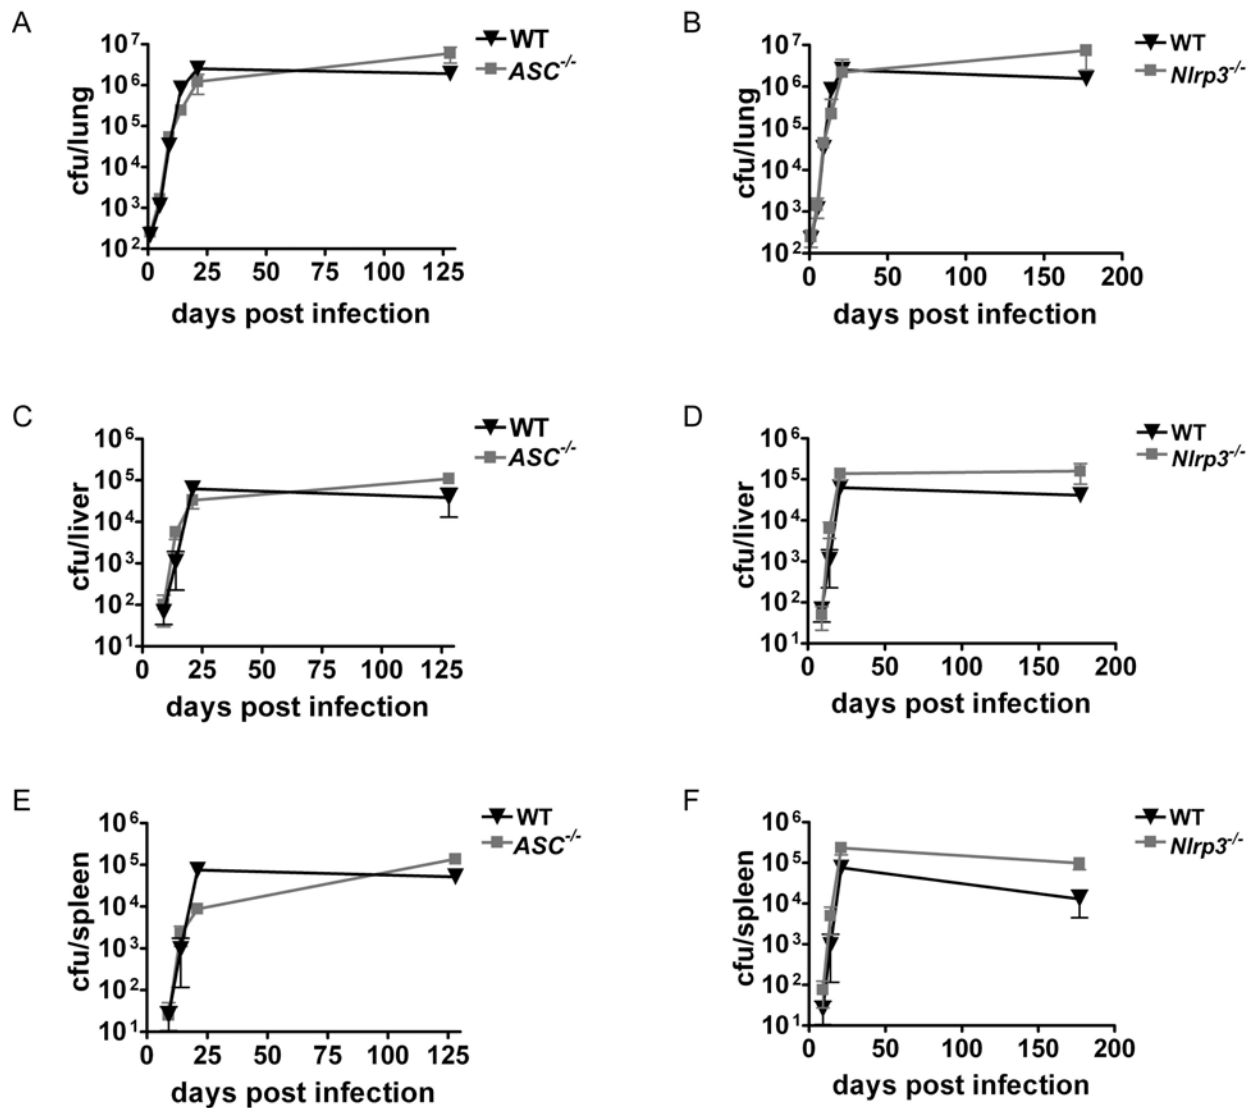 A
WT
ASC-/-
cfu/lung
10⁷
10⁶
10⁵
10⁴
10³
10²
0 25 50 75 100 125
days post infection
B
WT
Nlrp3-/-
cfu/lung
10⁷
10⁶
10⁵
10⁴
10³
10²
0 50 100 150 200
days post infection
C
WT
ASC-/-
cfu/liver
10⁶
10⁵
10⁴
10³
10²
10¹
0 25 50 75 100 125
days post infection
D
WT
Nlrp3-/-
cfu/liver
10⁶
10⁵
10⁴
10³
10²
10¹
0 50 100 150 200
days post infection
E
WT
ASC-/-
cfu/spleen
10⁶
10⁵
10⁴
10³
10²
10¹
0 25 50 75 100 125
days post infection
F
WT
Nlrp3-/-
cfu/spleen
10⁶
10⁵
10⁴
10³
10²
10¹
0 50 100 150 200
days post infection